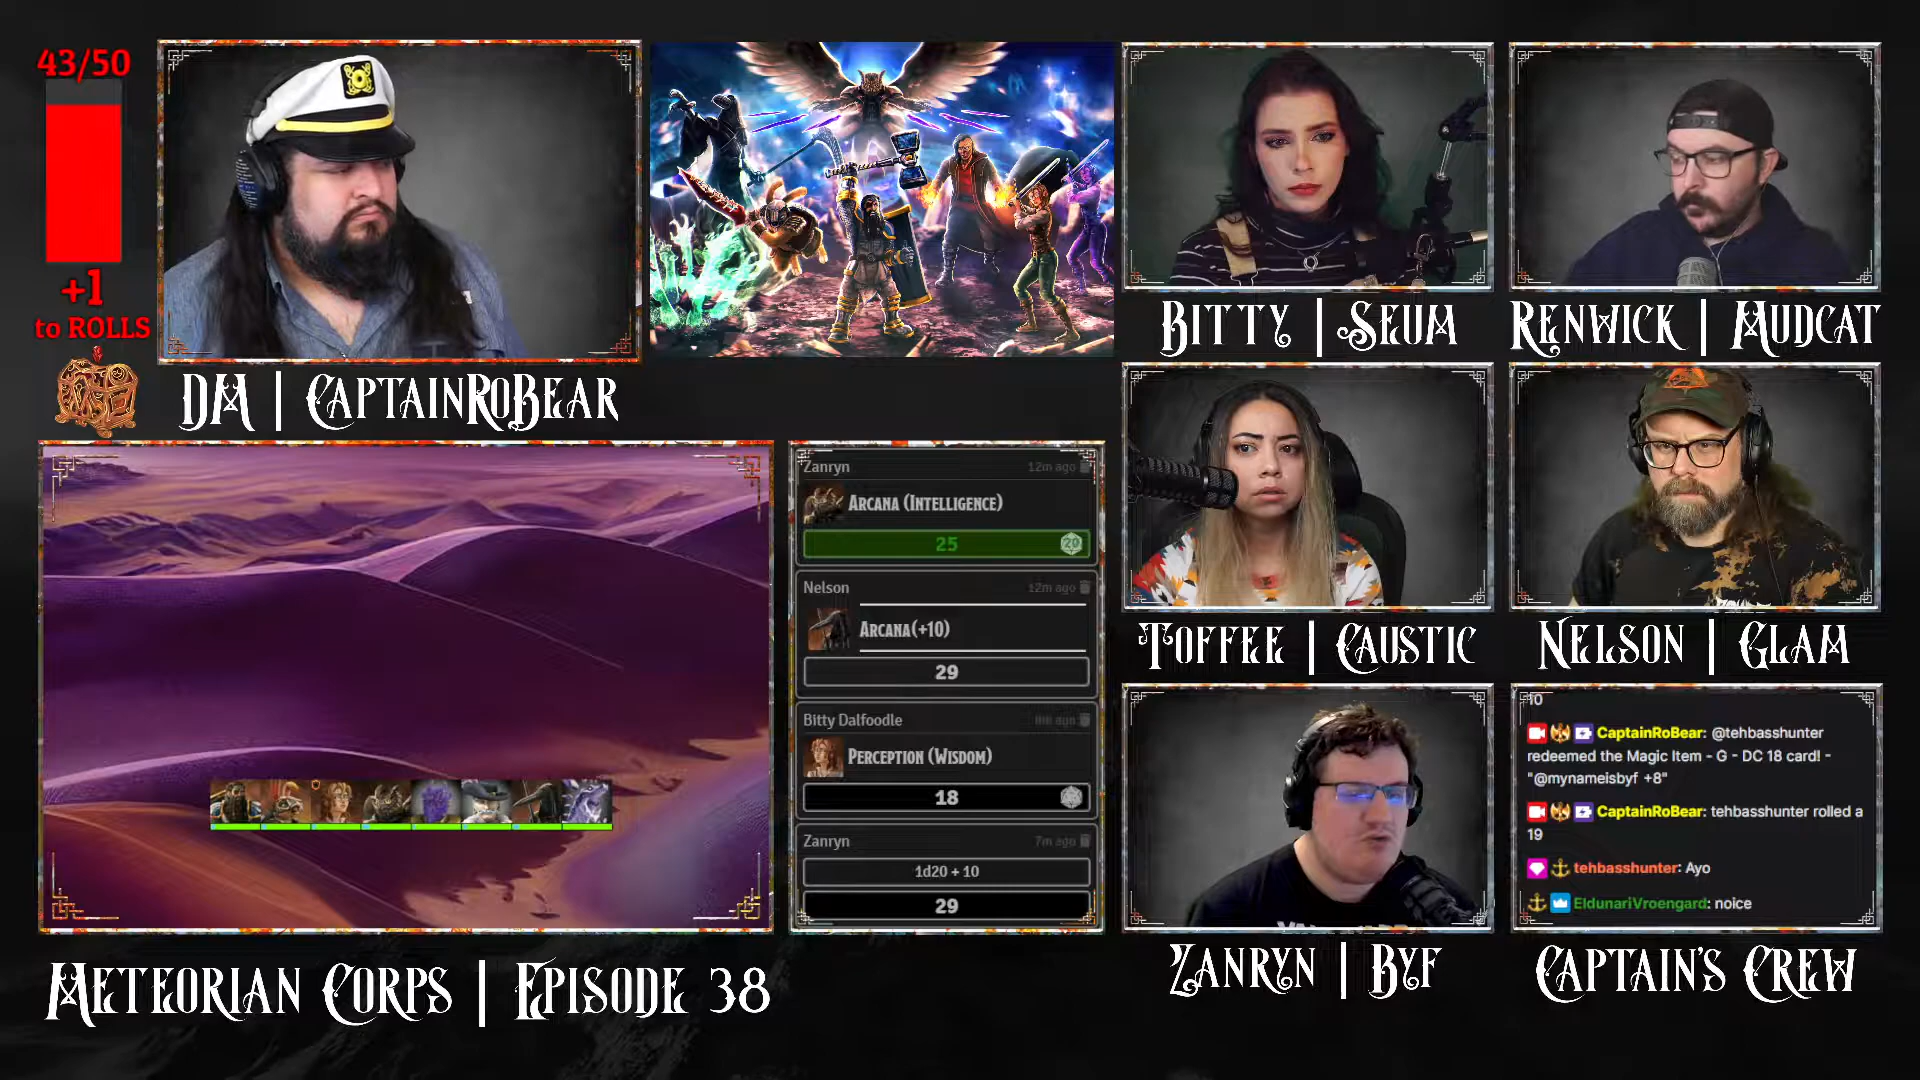 43/50
+1
to ROLLS
DM | CaptainRoBear
Bitty | Seum
Renwick | Mudcat
Toffee | Caustic
Nelson | Glam
Zanryn | Byf
Captain's Crew
Zanryn 12m ago
Arcana (Intelligence)
25
Nelson 12m ago
Arcana(+10)
29
Bitty Dalfoodle
Perception (Wisdom)
18
Zanryn 7m ago
1d20 + 10
29
10
CaptainRoBear: @tehbasshunter
redeemed the Magic Item - G - DC 18 card! -
"@mynameisbyf +8"
CaptainRoBear: tehbasshunter rolled a
19
tehbasshunter: Ayo
EldunariVroengard: noice
Meteorian Corps | Episode 38